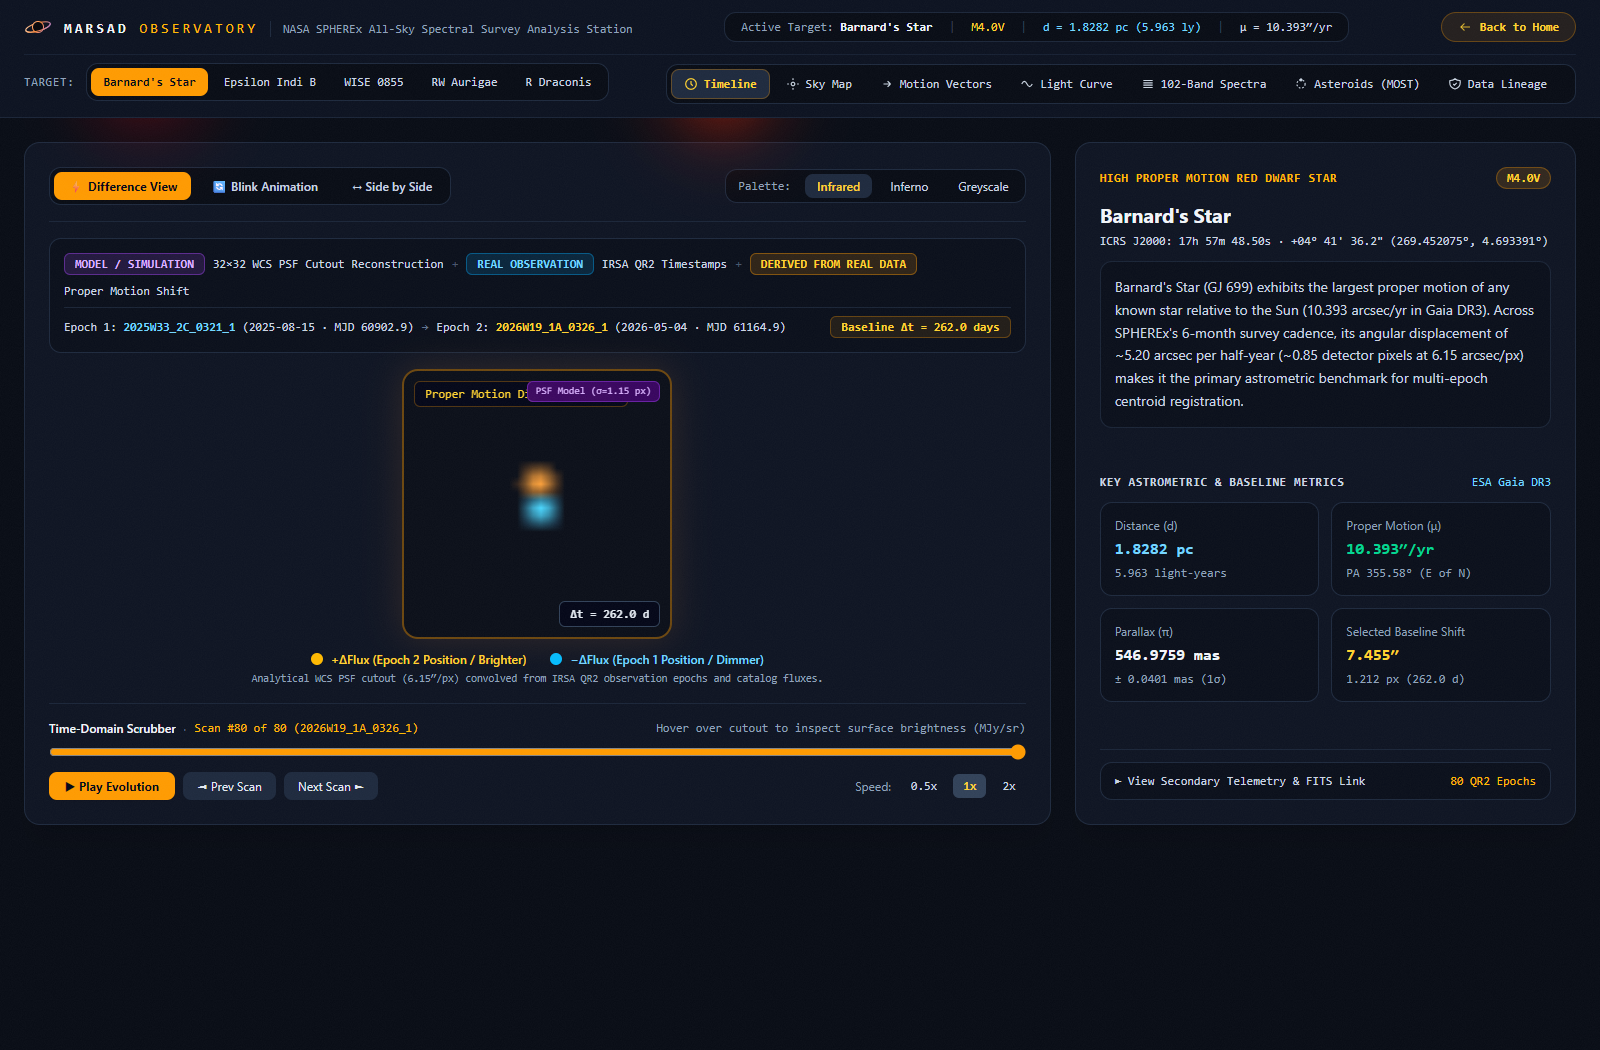 MARSAD OBSERVATORY
NASA SPHEREx All-Sky Spectral Survey Analysis Station
Active Target: Barnard's Star | M4.0V | d = 1.8282 pc (5.963 ly) | μ = 10.393″/yr
← Back to Home
TARGET: Barnard's Star Epsilon Indi B WISE 0855 RW Aurigae R Draconis
Timeline Sky Map Motion Vectors Light Curve 102-Band Spectra Asteroids (MOST) Data Lineage
Difference View Blink Animation ↔ Side by Side
Palette: Infrared Inferno Greyscale
MODEL / SIMULATION 32×32 WCS PSF Cutout Reconstruction + REAL OBSERVATION IRSA QR2 Timestamps + DERIVED FROM REAL DATA
Proper Motion Shift
Epoch 1: 2025W33_2C_0321_1 (2025-08-15 · MJD 60902.9) → Epoch 2: 2026W19_1A_0326_1 (2026-05-04 · MJD 61164.9)
Baseline Δt = 262.0 days
Proper Motion Di
PSF Model (σ=1.15 px)
Δt = 262.0 d
+ΔFlux (Epoch 2 Position / Brighter) −ΔFlux (Epoch 1 Position / Dimmer)
Analytical WCS PSF cutout (6.15″/px) convolved from IRSA QR2 observation epochs and catalog fluxes.
Time-Domain Scrubber · Scan #80 of 80 (2026W19_1A_0326_1)
Hover over cutout to inspect surface brightness (MJy/sr)
▶ Play Evolution ◄ Prev Scan Next Scan ►
Speed: 0.5x 1x 2x
HIGH PROPER MOTION RED DWARF STAR
M4.0V
Barnard's Star
ICRS J2000: 17h 57m 48.50s · +04° 41' 36.2" (269.452075°, 4.693391°)
Barnard's Star (GJ 699) exhibits the largest proper motion of any
known star relative to the Sun (10.393 arcsec/yr in Gaia DR3). Across
SPHEREx's 6-month survey cadence, its angular displacement of
~5.20 arcsec per half-year (~0.85 detector pixels at 6.15 arcsec/px)
makes it the primary astrometric benchmark for multi-epoch
centroid registration.
KEY ASTROMETRIC & BASELINE METRICS
ESA Gaia DR3
Distance (d)
1.8282 pc
5.963 light-years
Proper Motion (μ)
10.393″/yr
PA 355.58° (E of N)
Parallax (π)
546.9759 mas
± 0.0401 mas (1σ)
Selected Baseline Shift
7.455″
1.212 px (262.0 d)
► View Secondary Telemetry & FITS Link
80 QR2 Epochs